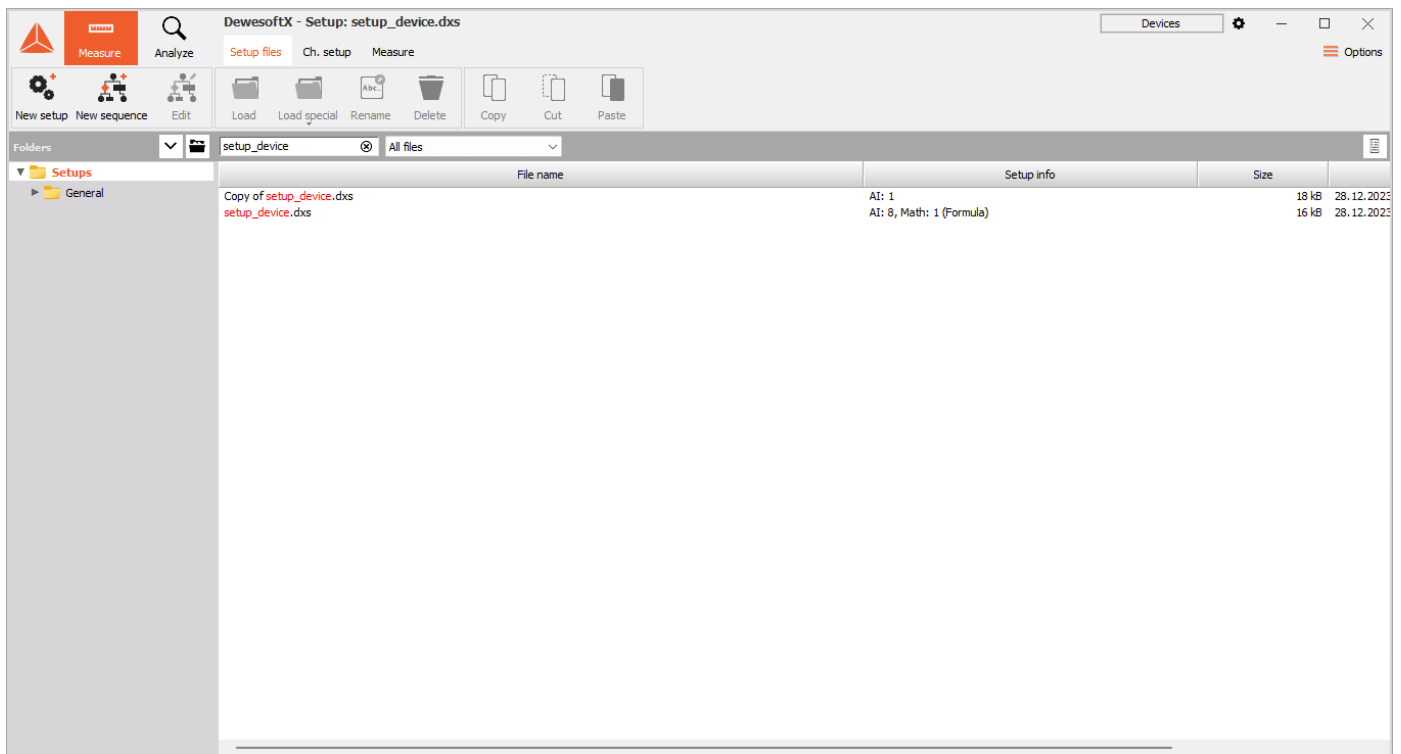 DewesoftX - Setup: setup_device.dxs
Devices
Measure
Analyze
Setup files Ch. setup Measure
Options
New setup New sequence Edit Load Load special Rename Delete Copy Cut Paste
Abc..
Folders
setup_device
All files
Setups
General
File name Setup info Size
Copy of setup_device.dxs AI: 1 18 kB 28.12.2023
setup_device.dxs AI: 8, Math: 1 (Formula) 16 kB 28.12.2023